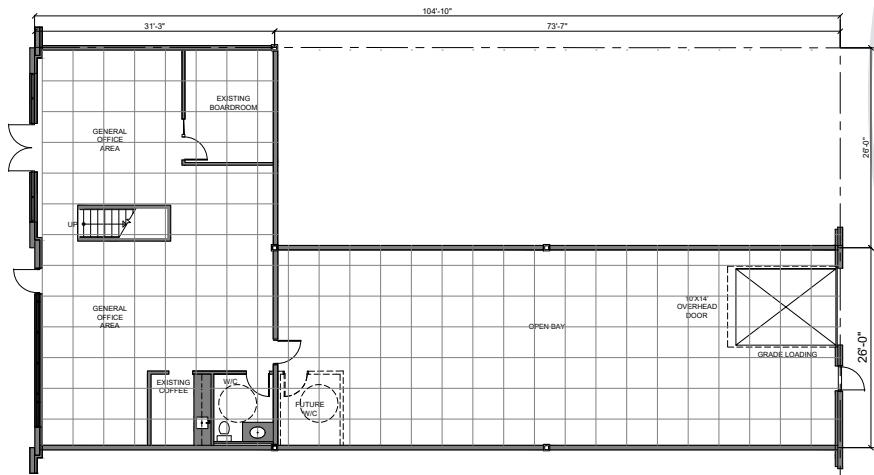 104'-10"
31'-3"
73'-7"
EXISTING
BOARDROOM
GENERAL
OFFICE
AREA
26'-0"
UP
10'X14'
OVERHEAD
DOOR
GENERAL
OFFICE
AREA
OPEN BAY
GRADE LOADING
26'-0"
EXISTING
COFFEE
W/C
FUTURE
W/C